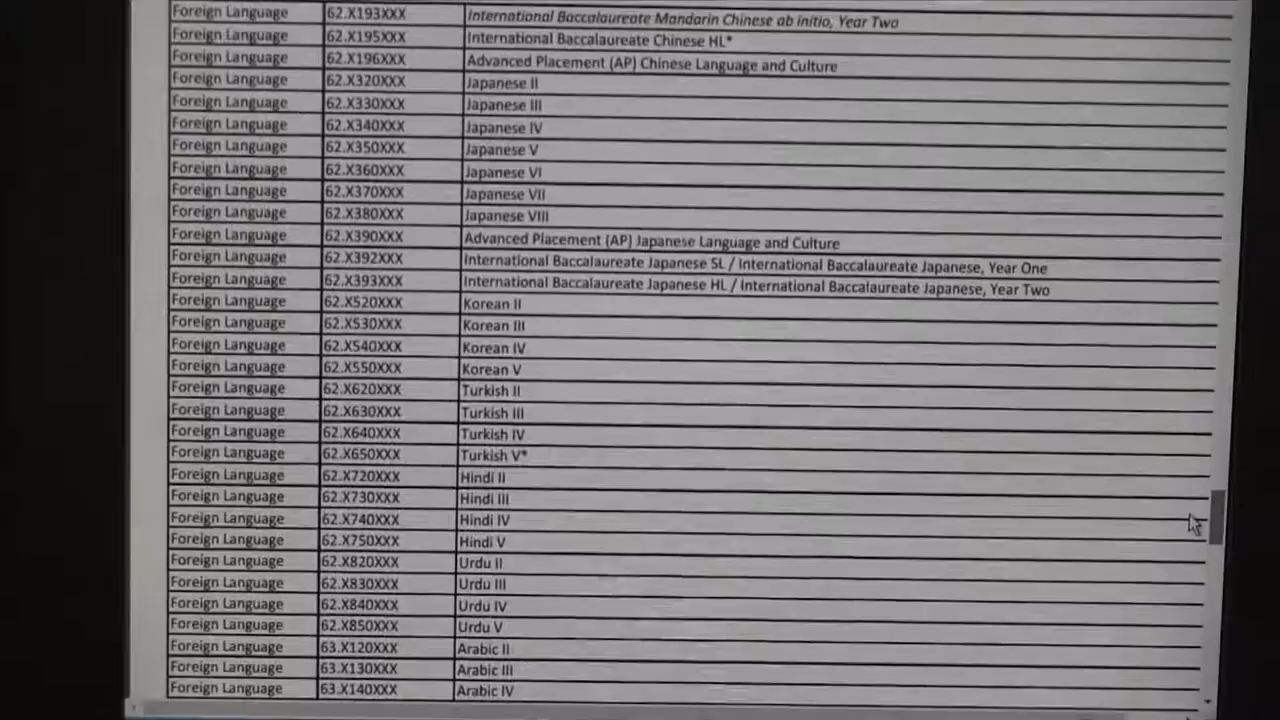 Foreign Language 62.X193XXX International Baccalaureate Mandarin Chinese ab initio, Year Two
Foreign Language 62.X195XXX International Baccalaureate Chinese HL*
Foreign Language 62.X196XXX Advanced Placement (AP) Chinese Language and Culture
Foreign Language 62.X320XXX Japanese II
Foreign Language 62.X330XXX Japanese III
Foreign Language 62.X340XXX Japanese IV
Foreign Language 62.X350XXX Japanese V
Foreign Language 62.X360XXX Japanese VI
Foreign Language 62.X370XXX Japanese VII
Foreign Language 62.X380XXX Japanese VIII
Foreign Language 62.X390XXX Advanced Placement (AP) Japanese Language and Culture
Foreign Language 62.X392XXX International Baccalaureate Japanese SL / International Baccalaureate Japanese, Year One
Foreign Language 62.X393XXX International Baccalaureate Japanese HL / International Baccalaureate Japanese, Year Two
Foreign Language 62.X520XXX Korean II
Foreign Language 62.X530XXX Korean III
Foreign Language 62.X540XXX Korean IV
Foreign Language 62.X550XXX Korean V
Foreign Language 62.X620XXX Turkish II
Foreign Language 62.X630XXX Turkish III
Foreign Language 62.X640XXX Turkish IV
Foreign Language 62.X650XXX Turkish V*
Foreign Language 62.X720XXX Hindi II
Foreign Language 62.X730XXX Hindi III
Foreign Language 62.X740XXX Hindi IV
Foreign Language 62.X750XXX Hindi V
Foreign Language 62.X820XXX Urdu II
Foreign Language 62.X830XXX Urdu III
Foreign Language 62.X840XXX Urdu IV
Foreign Language 62.X850XXX Urdu V
Foreign Language 63.X120XXX Arabic II
Foreign Language 63.X130XXX Arabic III
Foreign Language 63.X140XXX Arabic IV